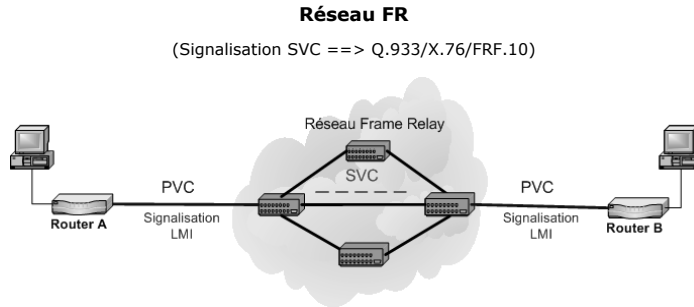 Réseau FR
(Signalisation SVC ==> Q.933/X.76/FRF.10)
Réseau Frame Relay
SVC
PVC
PVC
Signalisation
LMI
Signalisation
LMI
Router A
Router B